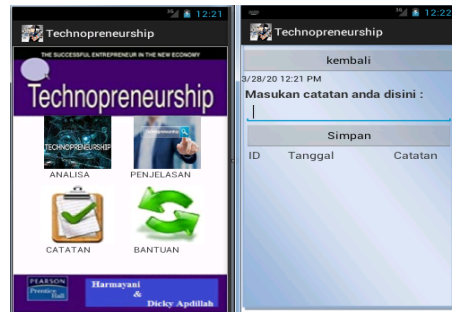 3G 12:21
Technopreneurship
THE SUCCESSFUL ENTREPRENEUR IN THE NEW ECONOMY
Technopreneurship
TECHNOPRENEURSHIP
ANALISA
PENJELASAN
CATATAN
BANTUAN
PEARSON
Prentice
Hall
Harmayani
&
Dicky Apdillah
3G 12:22
Technopreneurship
kembali
3/28/20 12:21 PM
Masukan catatan anda disini :
Simpan
ID Tanggal Catatan